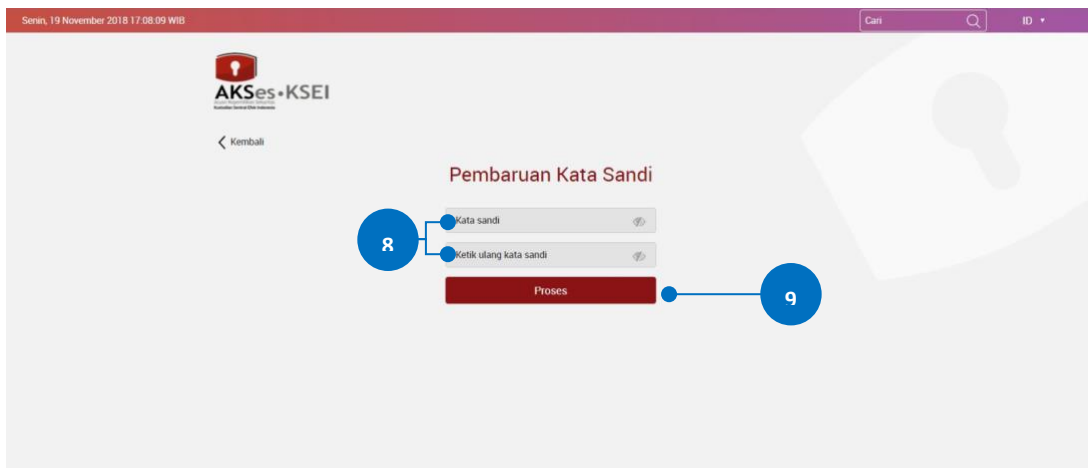 Senin, 19 November 2018 17:08:09 WIB
Cari
ID
AKSes•KSEI
Kembali
Pembaruan Kata Sandi
8
Kata sandi
Ketik ulang kata sandi
Proses
9